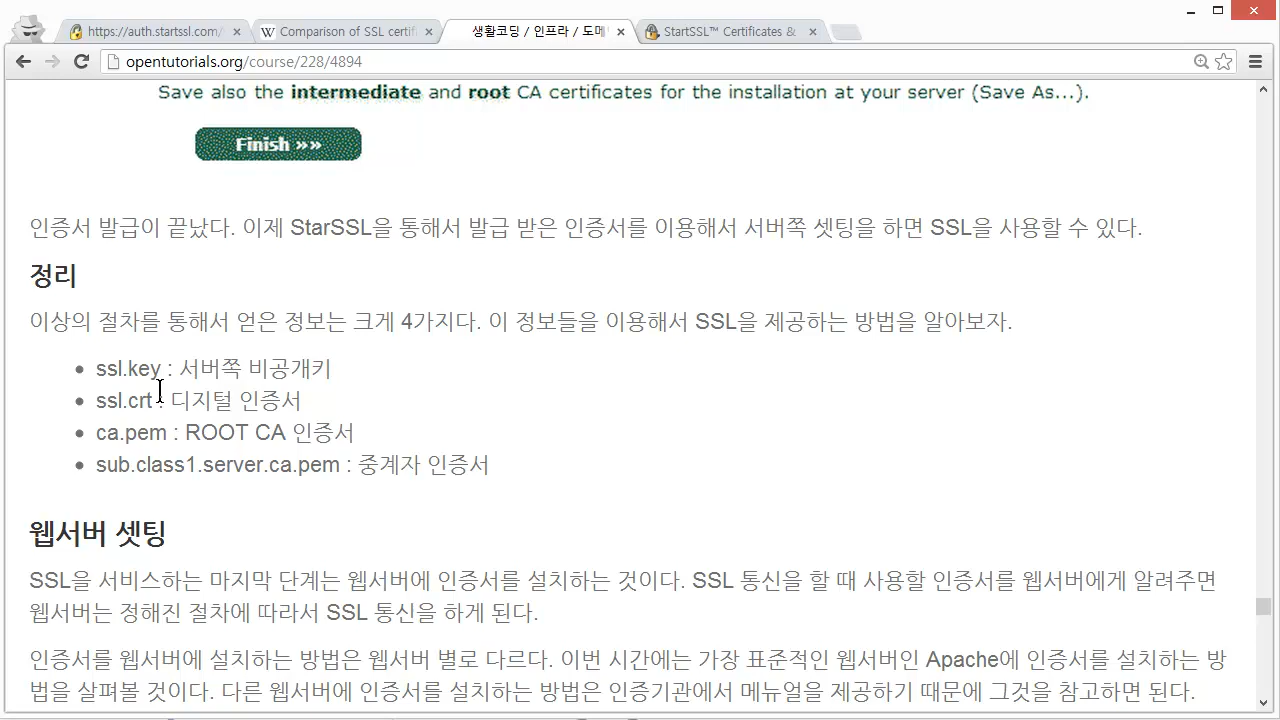 https://auth.startssl.com/
Comparison of SSL certifi
생활코딩 / 인프라 / 도메
StartSSL™ Certificates &
opentutorials.org/course/228/4894
Save also the intermediate and root CA certificates for the installation at your server (Save As...).
Finish »»
인증서 발급이 끝났다. 이제 StarSSL을 통해서 발급 받은 인증서를 이용해서 서버쪽 셋팅을 하면 SSL을 사용할 수 있다.
정리
이상의 절차를 통해서 얻은 정보는 크게 4가지다. 이 정보들을 이용해서 SSL을 제공하는 방법을 알아보자.
• ssl.key : 서버쪽 비공개키
• ssl.crt : 디지털 인증서
• ca.pem : ROOT CA 인증서
• sub.class1.server.ca.pem : 중계자 인증서
웹서버 셋팅
SSL을 서비스하는 마지막 단계는 웹서버에 인증서를 설치하는 것이다. SSL 통신을 할 때 사용할 인증서를 웹서버에게 알려주면
웹서버는 정해진 절차에 따라서 SSL 통신을 하게 된다.
인증서를 웹서버에 설치하는 방법은 웹서버 별로 다르다. 이번 시간에는 가장 표준적인 웹서버인 Apache에 인증서를 설치하는 방
법을 살펴볼 것이다. 다른 웹서버에 인증서를 설치하는 방법은 인증기관에서 메뉴얼을 제공하기 때문에 그것을 참고하면 된다.